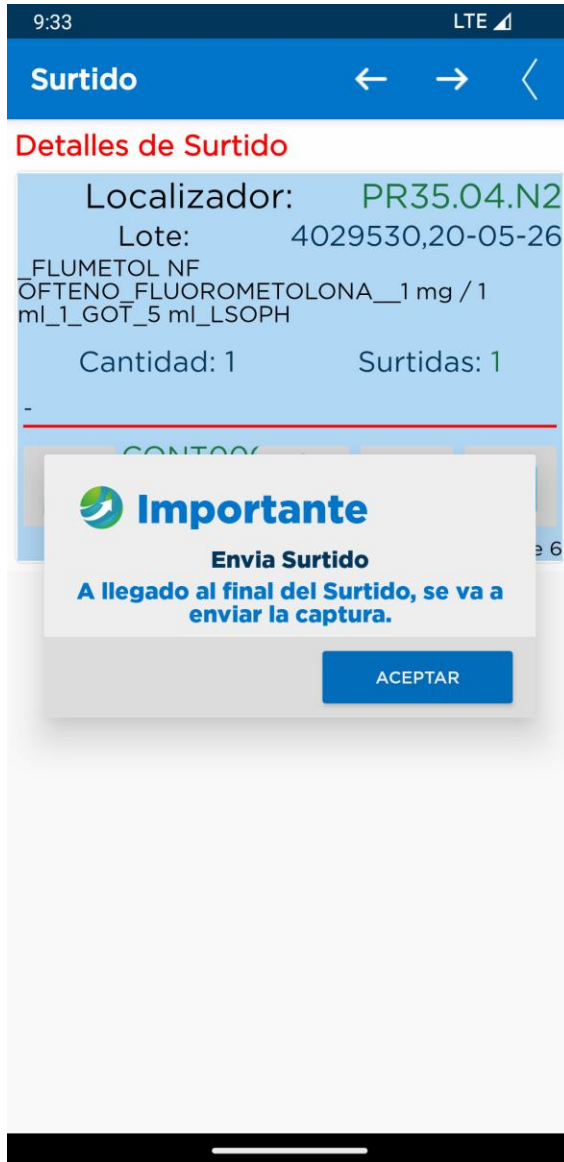 9:33 LTE
Surtido
Detalles de Surtido
Localizador: PR35.04.N2
Lote: 4029530,20-05-26
_FLUMETOL NF
OFTENO_FLUOROMETOLONA__1 mg / 1
ml_1_GOT_5 ml_LSOPH
Cantidad: 1 Surtidas: 1
-
Importante
Envia Surtido
e 6
A llegado al final del Surtido, se va a
enviar la captura.
ACEPTAR